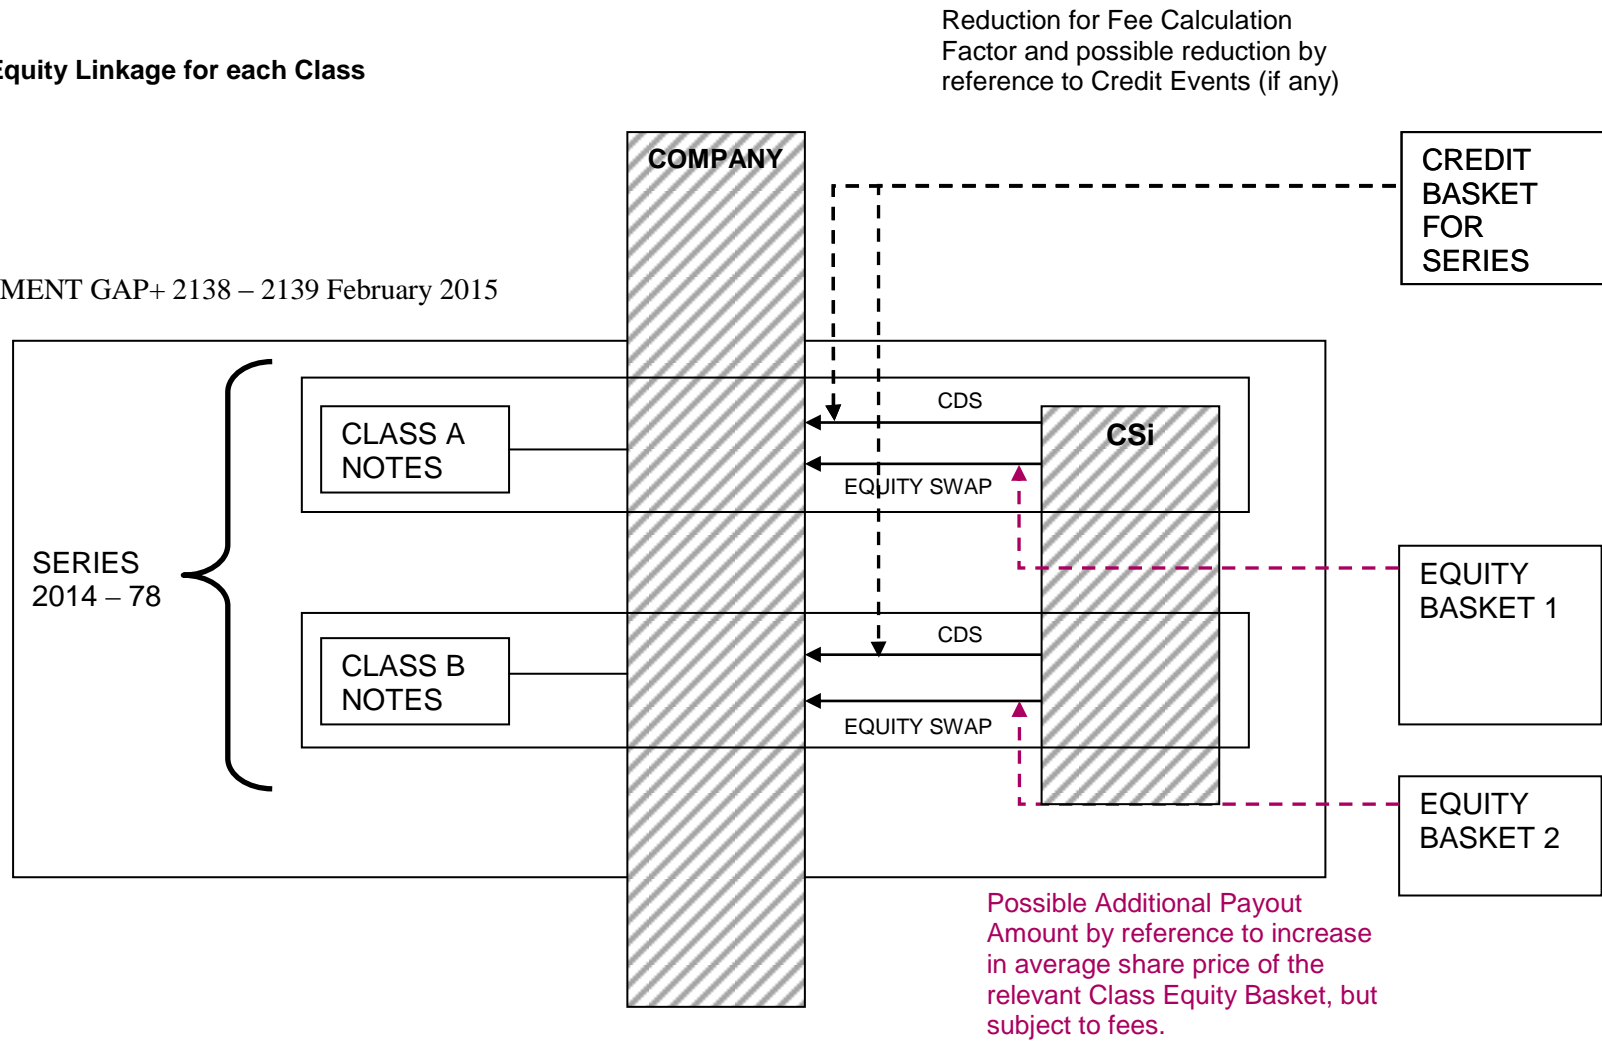 Reduction for Fee Calculation
Factor and possible reduction by
reference to Credit Events (if any)
Equity Linkage for each Class
COMPANY
CREDIT
BASKET
FOR
SERIES
MENT GAP+ 2138 – 2139 February 2015
CDS
CLASS A
NOTES
CSi
EQUITY SWAP
SERIES
2014 – 78
EQUITY
BASKET 1
CDS
CLASS B
NOTES
EQUITY SWAP
EQUITY
BASKET 2
Possible Additional Payout
Amount by reference to increase
in average share price of the
relevant Class Equity Basket, but
subject to fees.